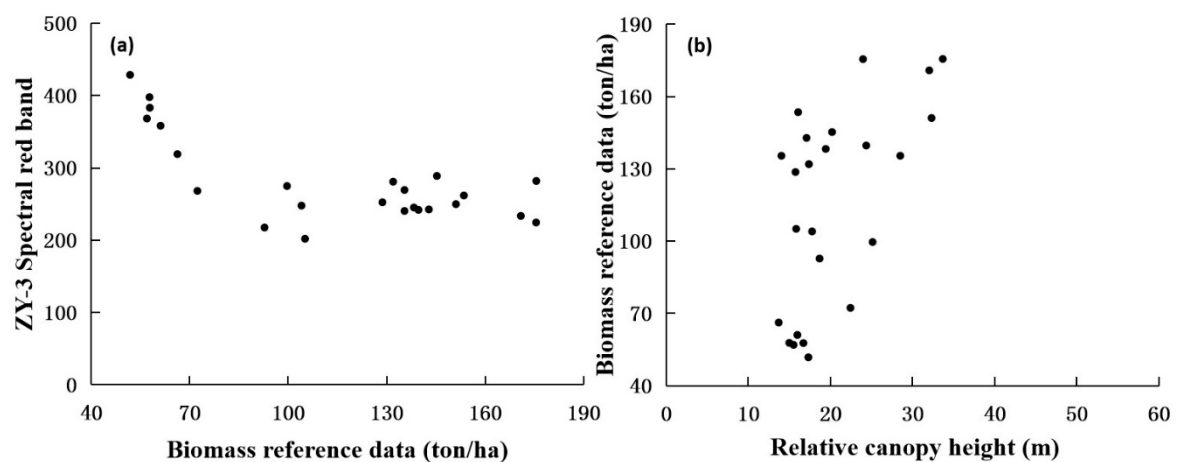 (a)
ZY-3 Spectral red band
500
400
300
200
100
0
40 70 100 130 160 190
Biomass reference data (ton/ha)
(b)
Biomass reference data (ton/ha)
190
160
130
100
70
40
0 10 20 30 40 50 60
Relative canopy height (m)